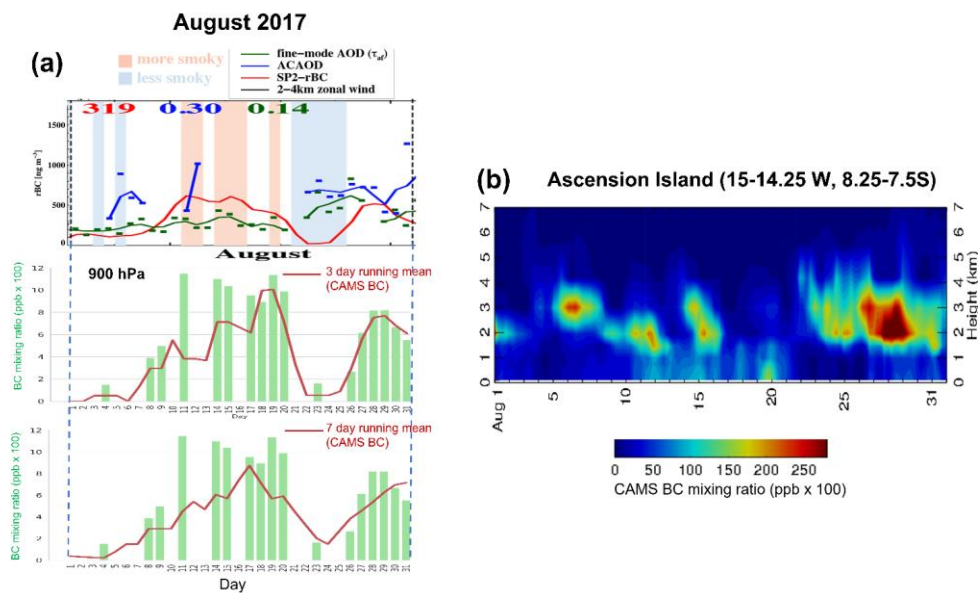 August 2017
(a)
more smoky
less smoky
fine-mode AOD (τaf)
ACAOD
SP2-rBC
2-4km zonal wind
319 0.30 0.14
rBC [ng m⁻³]
1500
1000
500
0
August
900 hPa
3 day running mean
(CAMS BC)
BC mixing ratio (ppb x 100)
12
10
8
6
4
2
0
1 2 3 4 5 6 7 8 9 10 11 12 13 14 15 16 17 18 19 20 21 22 23 24 25 26 27 28 29 30 31
Day
7 day running mean
(CAMS BC)
BC mixing ratio (ppb x 100)
12
10
8
6
4
2
0
1 2 3 4 5 6 7 8 9 10 11 12 13 14 15 16 17 18 19 20 21 22 23 24 25 26 27 28 29 30 31
Day
(b) Ascension Island (15-14.25 W, 8.25-7.5S)
7 7
6 6
5 5
4 4
3 3
2 2
1 1
0 0
Height (km)
Aug 1 5 10 15 20 25 31
0 50 100 150 200 250
CAMS BC mixing ratio (ppb x 100)